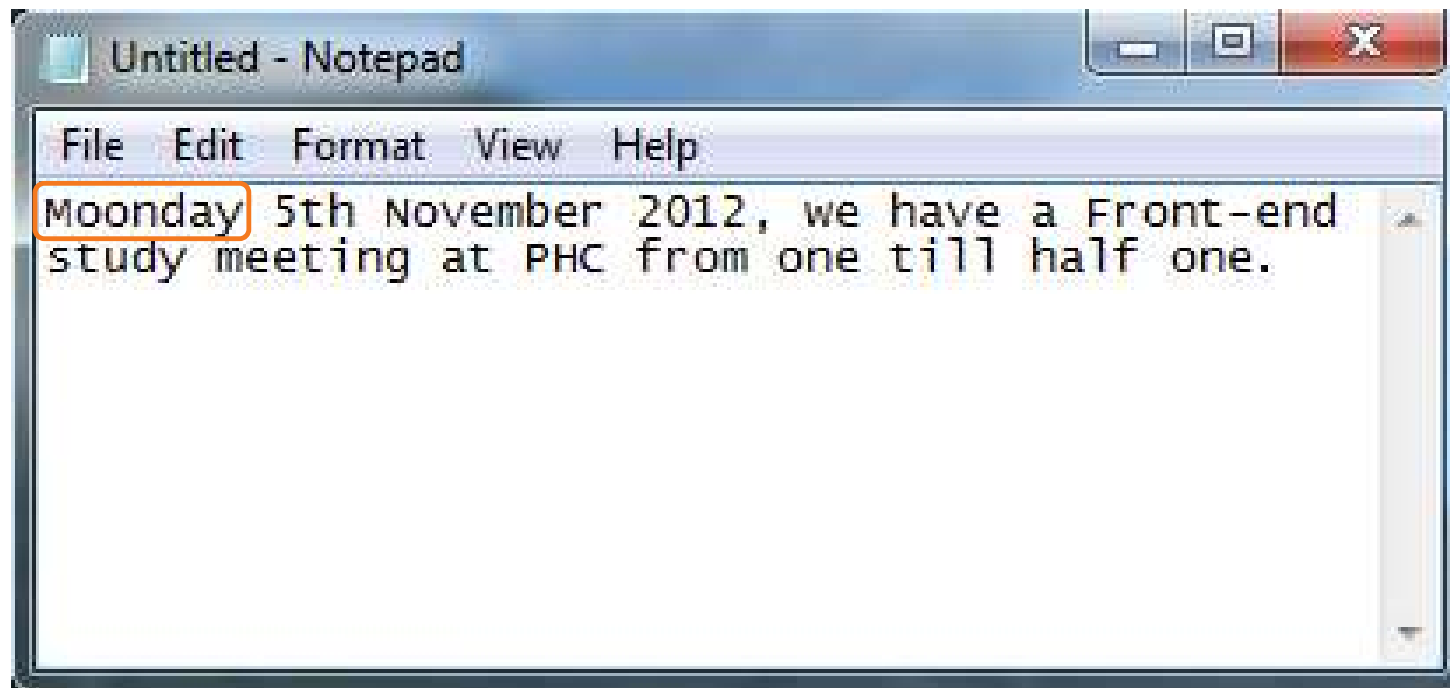 Untitled - Notepad
File Edit Format View Help
Moonday 5th November 2012, we have a Front-end
study meeting at PHC from one till half one.